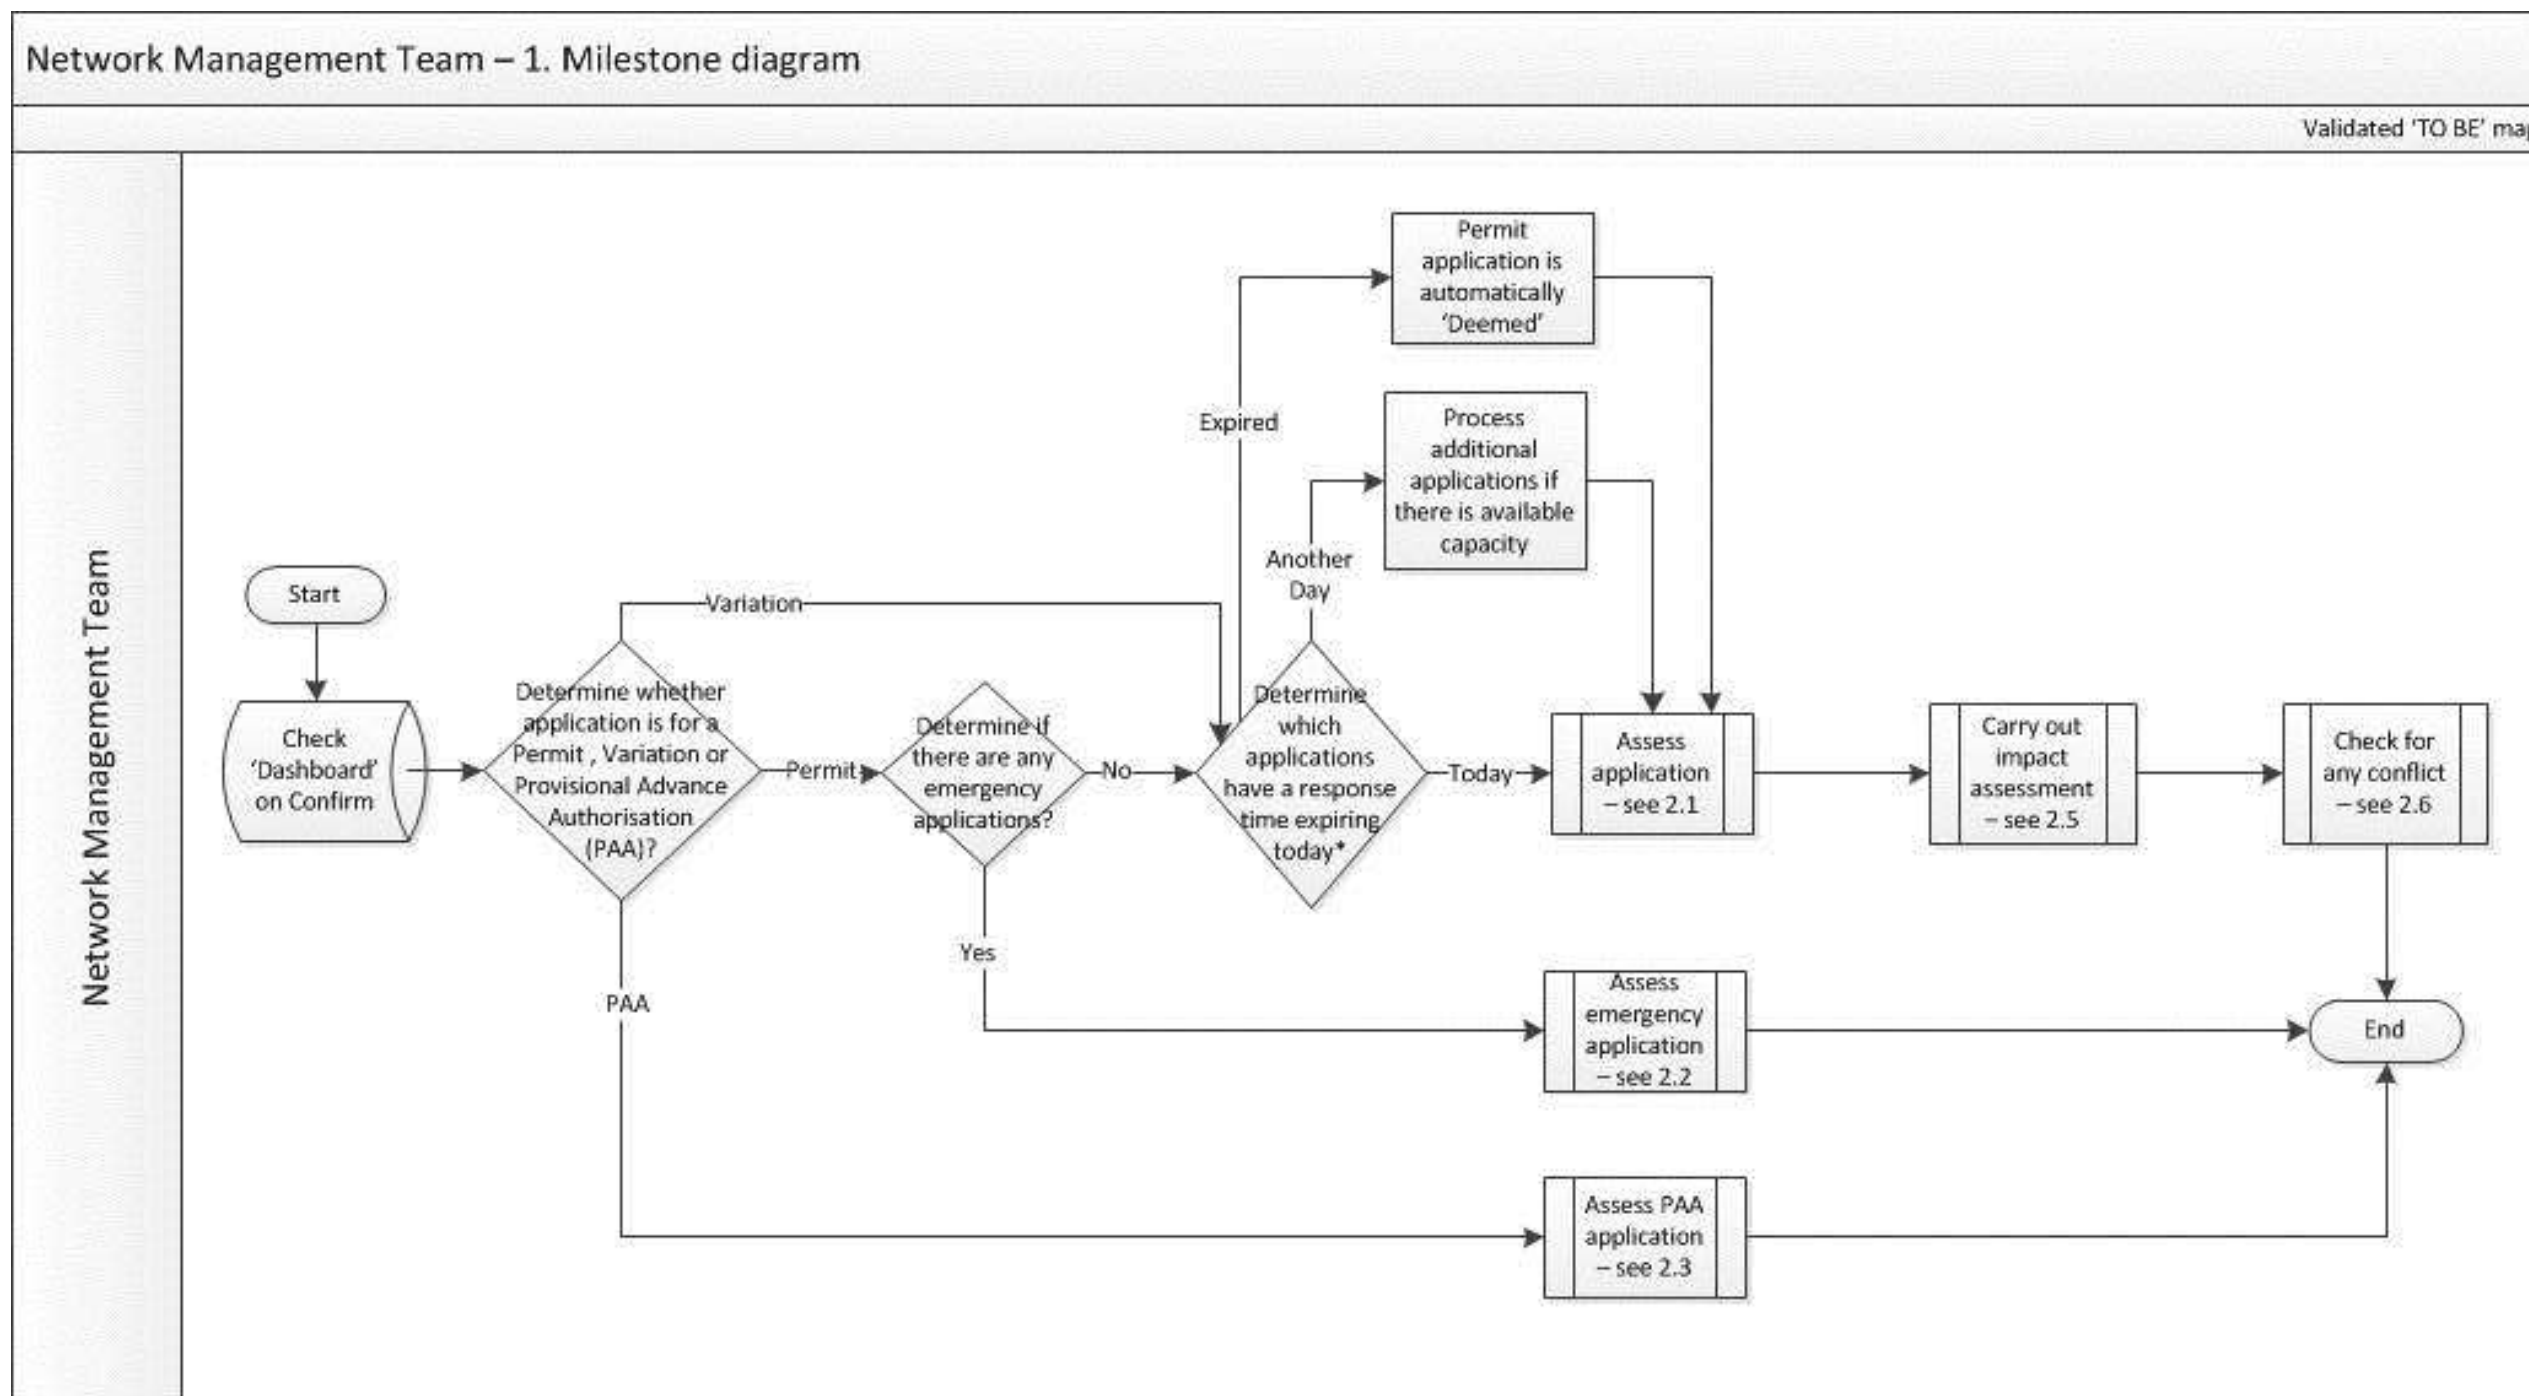 Network Management Team – 1. Milestone diagram
Validated ‘TO BE’
Network Management Team
Start
Check
‘Dashboard’
on Confirm
Determine whether
application is for a
Permit , Variation or
Provisional Advance
Authorisation
(PAA)?
Variation
Permit
PAA
Determine if
there are any
emergency
applications?
No
Yes
Determine
which
applications
have a response
time expiring
today*
Expired
Another
Day
Today
Permit
application is
automatically
‘Deemed’
Process
additional
applications if
there is available
capacity
Assess
application
– see 2.1
Carry out
impact
assessment
– see 2.5
Check for
any conflict
– see 2.6
Assess
emergency
application
– see 2.2
End
Assess PAA
application
– see 2.3